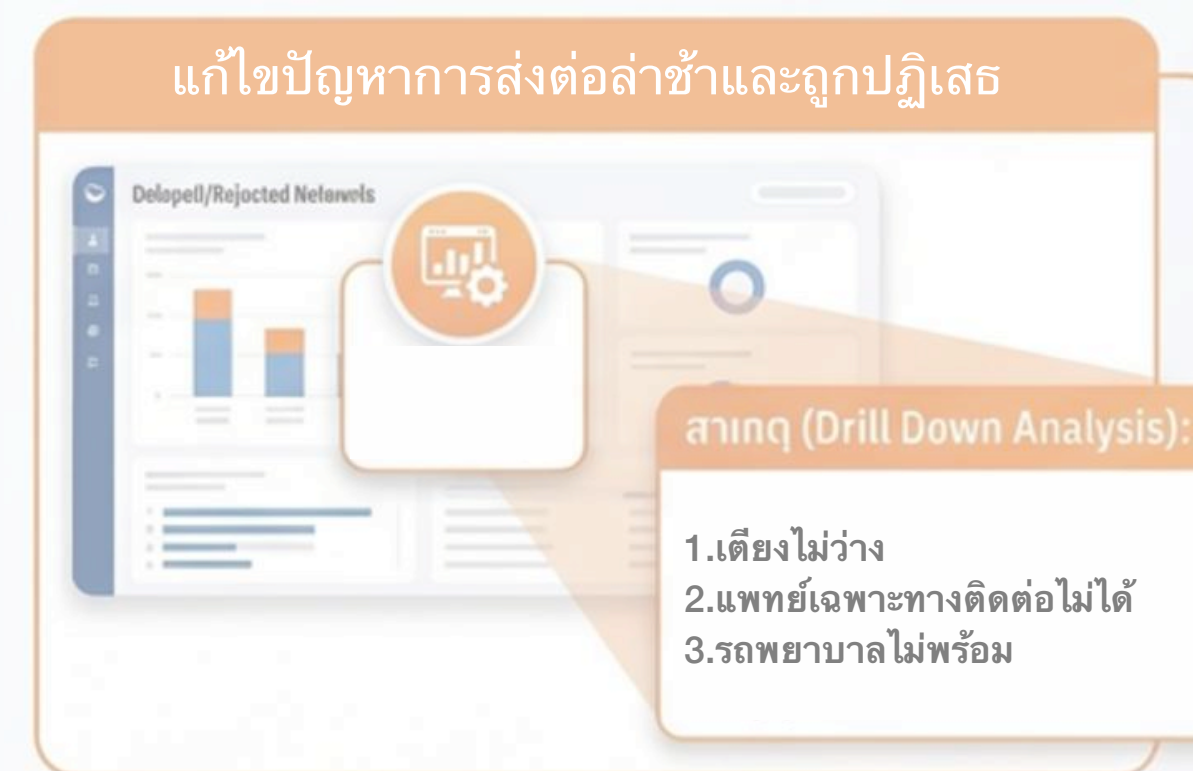 แก้ไขปัญหาการส่งต่อล่าช้าและถูกปฏิเสธ
Delopell/Rejocted Netowvels
สาเกดุ (Drill Down Analysis):
1.เตียงไม่ว่าง
2.แพทย์เฉพาะทางติดต่อไม่ได้
3.รถพยาบาลไม่พร้อม